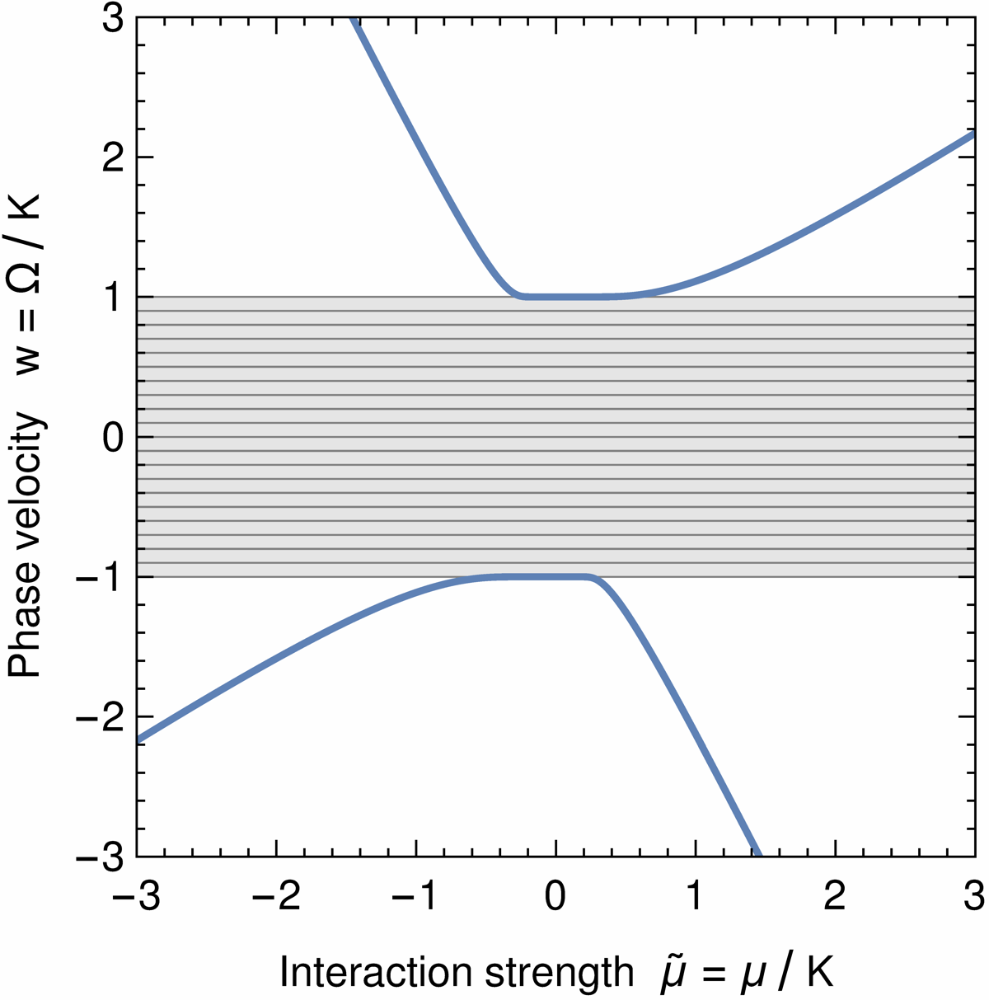 3
2
1
0
−1
−2
−3
Phase velocity w = Ω / K
−3 −2 −1 0 1 2 3
Interaction strength μ̃ = μ / K